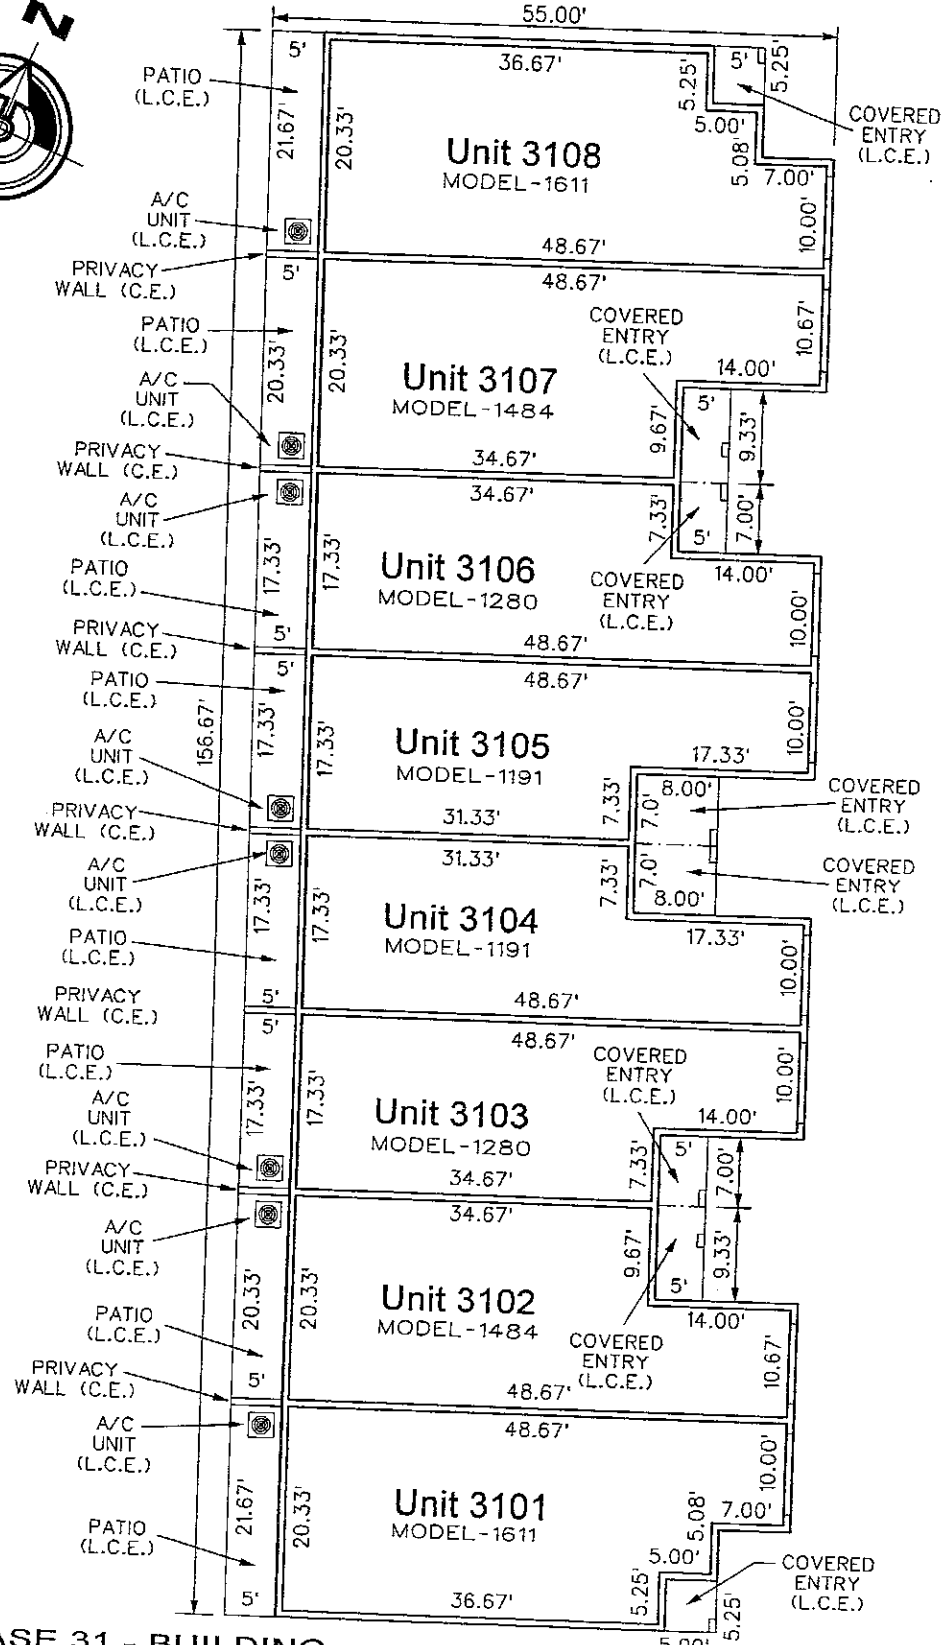 N
55.00'
5'
36.67'
5.25'
5'
5.25'
PATIO
(L.C.E.)
COVERED
ENTRY
(L.C.E.)
21.67'
20.33'
5.00'
Unit 3108
MODEL-1611
5.08'
7.00'
A/C
UNIT
(L.C.E.)
10.00'
48.67'
PRIVACY
WALL (C.E.)
5'
48.67'
COVERED
ENTRY
(L.C.E.)
10.67'
PATIO
(L.C.E.)
20.33'
20.33'
14.00'
Unit 3107
MODEL-1484
A/C
UNIT
(L.C.E.)
5'
9.67'
9.33'
PRIVACY
WALL (C.E.)
34.67'
34.67'
A/C
UNIT
(L.C.E.)
7.33'
7.00'
5'
17.33'
17.33'
Unit 3106
MODEL-1280
14.00'
PATIO
(L.C.E.)
COVERED
ENTRY
(L.C.E.)
10.00'
5'
PRIVACY
WALL (C.E.)
48.67'
5'
48.67'
PATIO
(L.C.E.)
156.67'
17.33'
17.33'
10.00'
Unit 3105
MODEL-1191
A/C
UNIT
(L.C.E.)
17.33'
8.00'
7.33'
7.0'
COVERED
ENTRY
(L.C.E.)
PRIVACY
WALL (C.E.)
31.33'
31.33'
A/C
UNIT
(L.C.E.)
7.33'
7.0'
8.00'
COVERED
ENTRY
(L.C.E.)
17.33'
17.33'
Unit 3104
MODEL-1191
17.33'
PATIO
(L.C.E.)
10.00'
5'
48.67'
PRIVACY
WALL (C.E.)
5'
48.67'
COVERED
ENTRY
(L.C.E.)
PATIO
(L.C.E.)
17.33'
17.33'
10.00'
Unit 3103
MODEL-1280
14.00'
A/C
UNIT
(L.C.E.)
5'
7.33'
7.00'
PRIVACY
WALL (C.E.)
34.67'
34.67'
A/C
UNIT
(L.C.E.)
9.67'
9.33'
5'
20.33'
20.33'
Unit 3102
MODEL-1484
14.00'
PATIO
(L.C.E.)
COVERED
ENTRY
(L.C.E.)
10.67'
5'
PRIVACY
WALL (C.E.)
48.67'
48.67'
A/C
UNIT
(L.C.E.)
10.00'
21.67'
20.33'
Unit 3101
MODEL-1611
5.08'
7.00'
PATIO
(L.C.E.)
5.00'
COVERED
ENTRY
(L.C.E.)
5'
36.67'
5.25'
5.25'
5.00'
ASE 31 - BUILDING